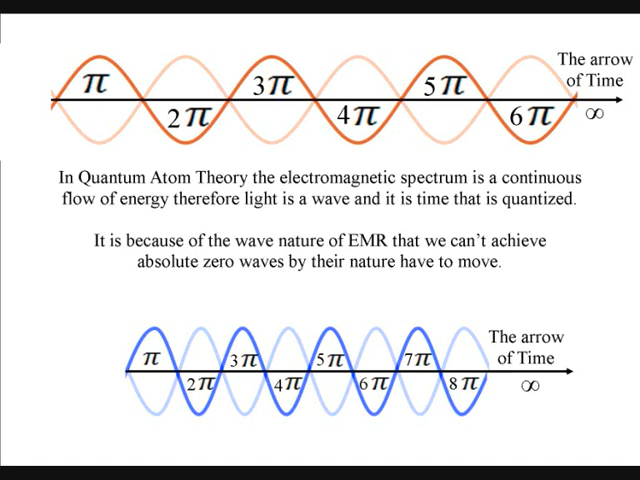 The arrow
of Time
∞
π
2π
3π
4π
5π
6π
In Quantum Atom Theory the electromagnetic spectrum is a continuous
flow of energy therefore light is a wave and it is time that is quantized.
It is because of the wave nature of EMR that we can't achieve
absolute zero waves by their nature have to move.
The arrow
of Time
∞
π
2π
3π
4π
5π
6π
7π
8π